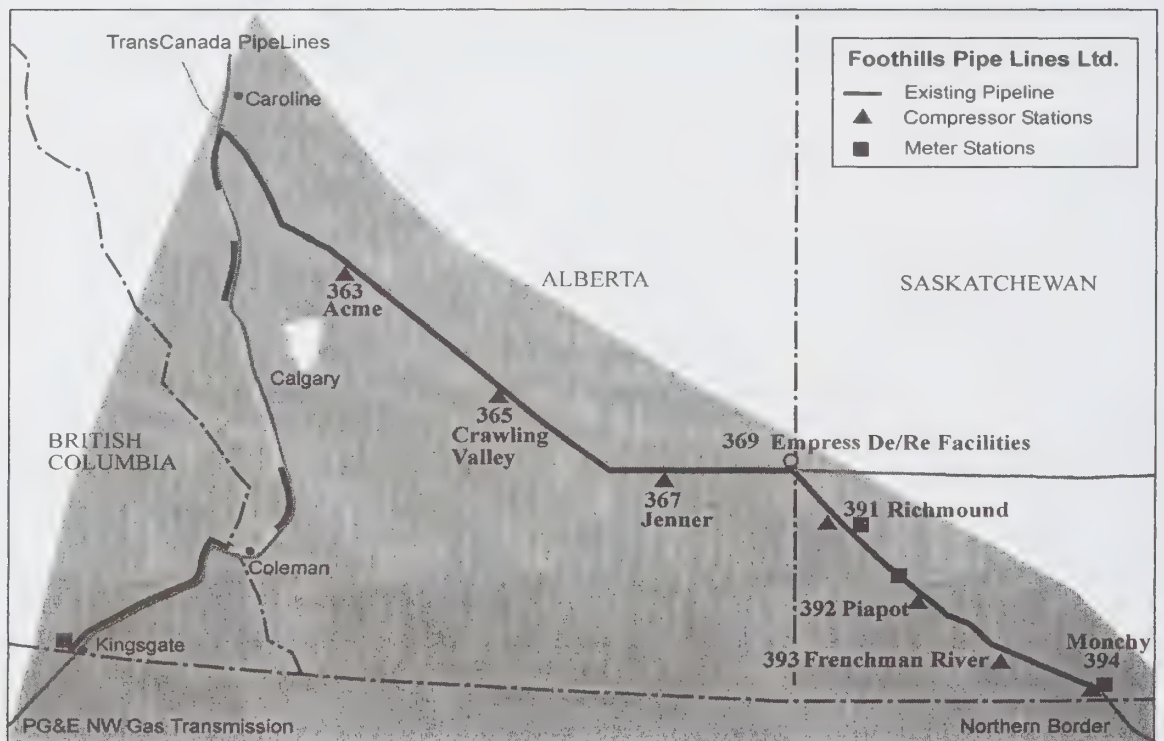 TransCanada PipeLines
Caroline
Foothills Pipe Lines Ltd.
Existing Pipeline
Compressor Stations
Meter Stations
ALBERTA
SASKATCHEWAN
363
Acme
Calgary
365
Crawling
Valley
BRITISH
COLUMBIA
369 Empress De/Re Facilities
367
Jenner
391 Richmound
Coleman
392 Piapot
Kingsgate
393 Frenchman River
Monchy
394
PG&E NW Gas Transmission
Northern Border